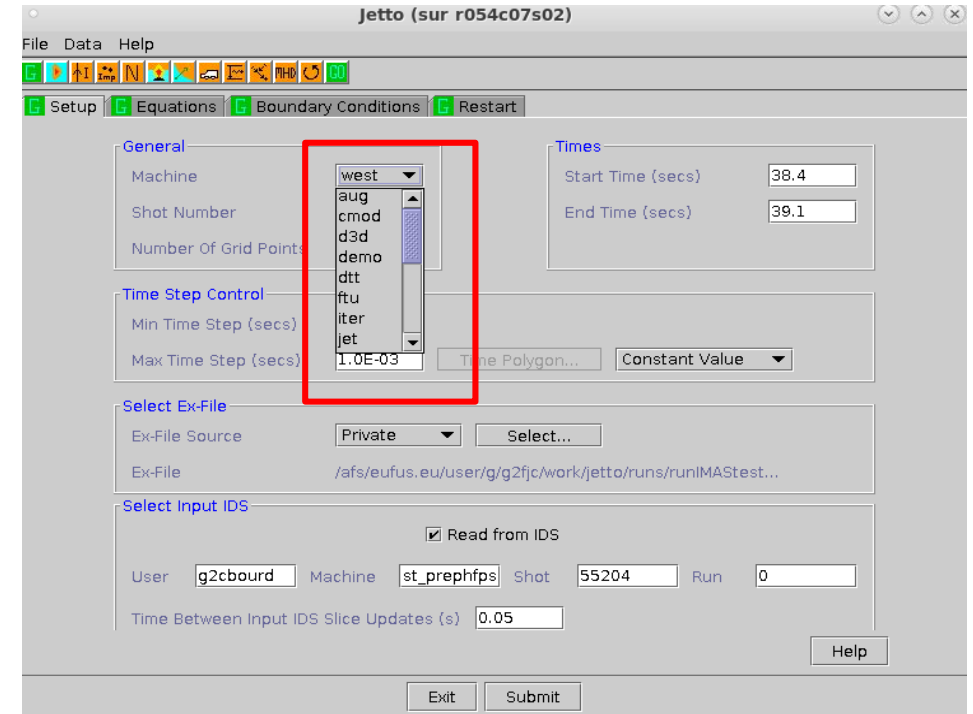 Jetto (sur r054c07s02)
File Data Help
G I Imp N MHD GO
G Setup G Equations G Boundary Conditions G Restart
General
Machine west
aug
cmod
d3d
demo
dtt
ftu
iter
jet
Shot Number
Number Of Grid Points
Times
Start Time (secs) 38.4
End Time (secs) 39.1
Time Step Control
Min Time Step (secs)
Max Time Step (secs) 1.0E-03 Time Polygon... Constant Value
Select Ex-File
Ex-File Source Private Select...
Ex-File /afs/eufus.eu/user/g/g2fjc/work/jetto/runs/runIMAStest...
Select Input IDS
Read from IDS
User g2cbourd Machine st_prephfps Shot 55204 Run 0
Time Between Input IDS Slice Updates (s) 0.05
Help
Exit Submit